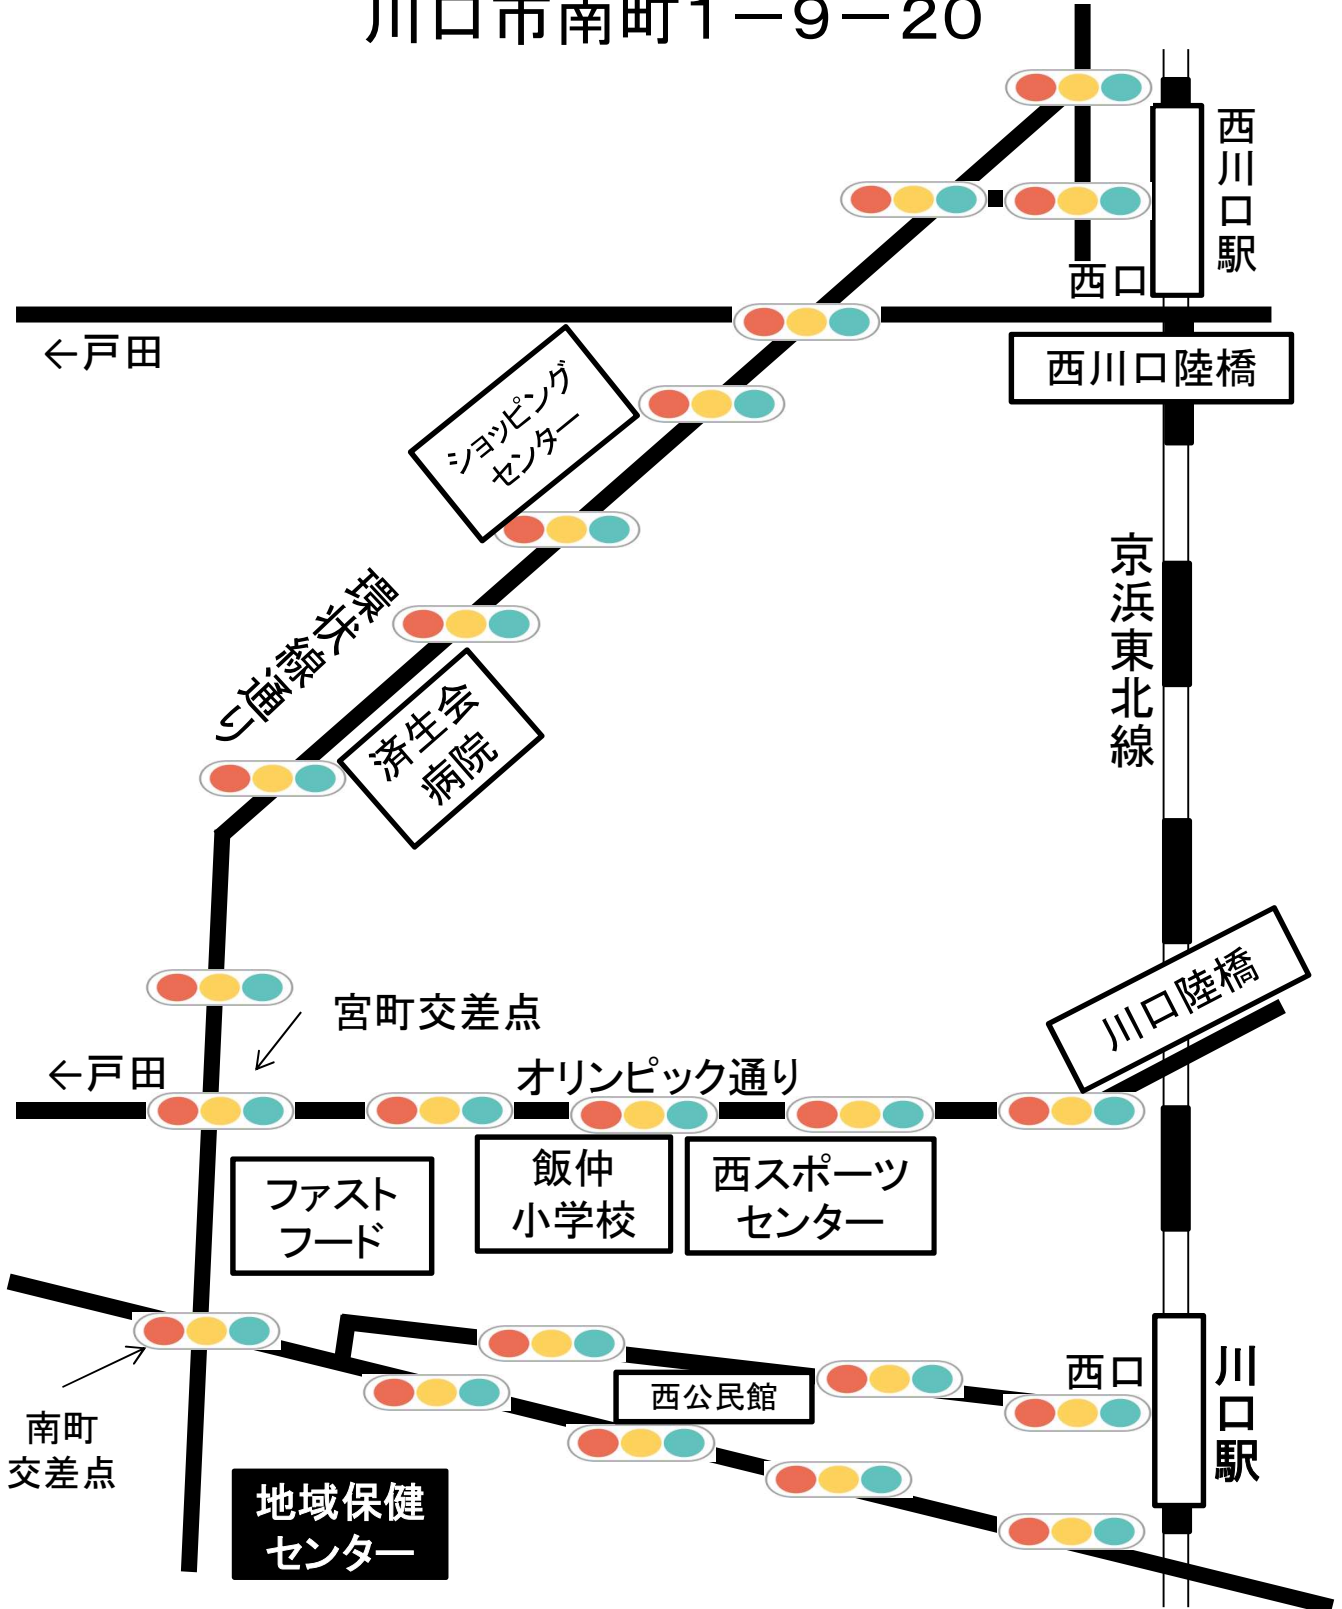 川口市南町1－9－20
西川口駅
西口
←戸田
西川口陸橋
ショッピング
センター
京浜東北線
環状線通り
済生会
病院
川口陸橋
宮町交差点
←戸田
オリンピック通り
ファスト
フード
飯仲
小学校
西スポーツ
センター
西口
川口駅
西公民館
南町
交差点
地域保健
センター